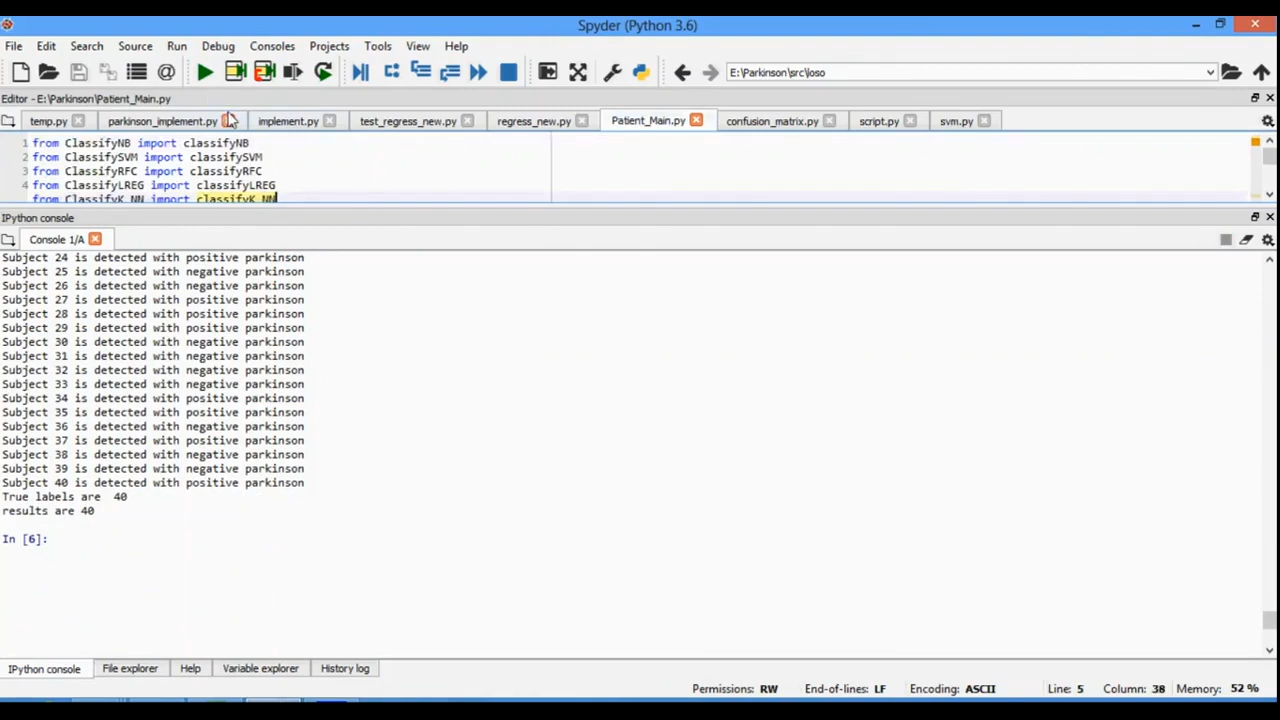 Spyder (Python 3.6)
File Edit Search Source Run Debug Consoles Projects Tools View Help
E:\Parkinson\src\loso
Editor - E:\Parkinson\Patient_Main.py
temp.py parkinson_implement.py implement.py test_regress_new.py regress_new.py Patient_Main.py confusion_matrix.py script.py svm.py
1 from ClassifyNB import classifyNB
2 from ClassifySVM import classifySVM
3 from ClassifyRFC import classifyRFC
4 from ClassifyLREG import classifyLREG
from ClassifyK_NN import classifyK_NN
IPython console
Console 1/A
Subject 24 is detected with positive parkinson
Subject 25 is detected with negative parkinson
Subject 26 is detected with negative parkinson
Subject 27 is detected with positive parkinson
Subject 28 is detected with positive parkinson
Subject 29 is detected with positive parkinson
Subject 30 is detected with negative parkinson
Subject 31 is detected with negative parkinson
Subject 32 is detected with negative parkinson
Subject 33 is detected with negative parkinson
Subject 34 is detected with positive parkinson
Subject 35 is detected with positive parkinson
Subject 36 is detected with negative parkinson
Subject 37 is detected with positive parkinson
Subject 38 is detected with negative parkinson
Subject 39 is detected with negative parkinson
Subject 40 is detected with positive parkinson
True labels are  40
results are 40
In [6]:
IPython console File explorer Help Variable explorer History log
Permissions: RW End-of-lines: LF Encoding: ASCII Line: 5 Column: 38 Memory: 52 %